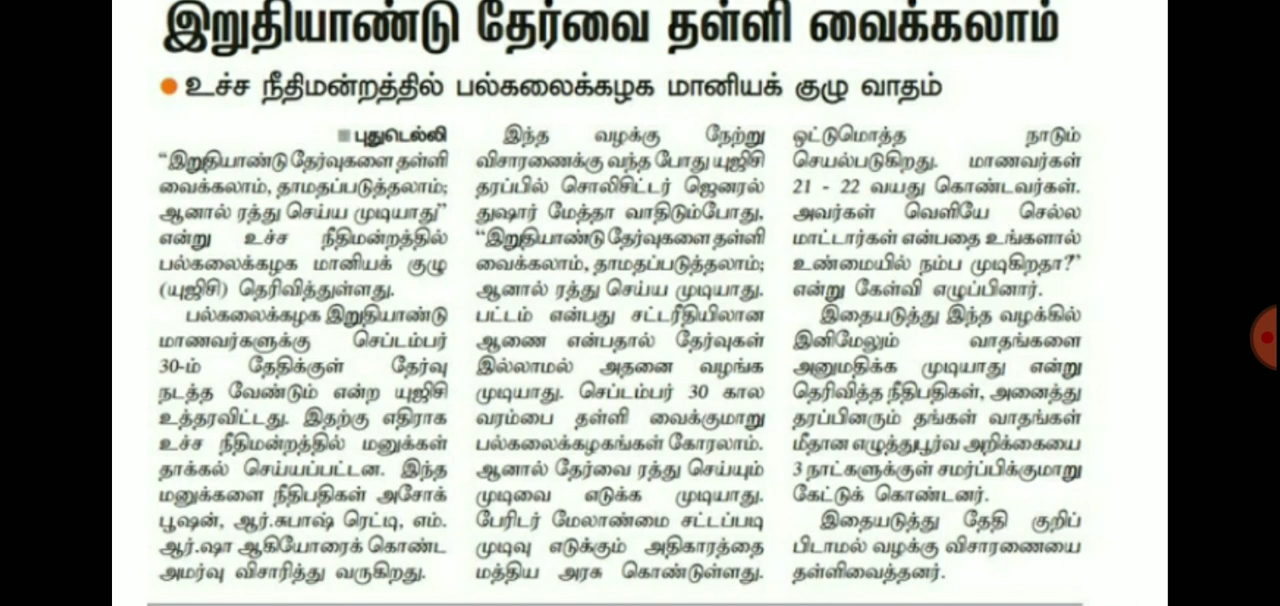 இறுதியாண்டு தேர்வை தள்ளி வைக்கலாம்
உச்ச நீதிமன்றத்தில் பல்கலைக்கழக மானியக் குழு வாதம்
புதுடெல்லி
“இறுதியாண்டு தேர்வுகளை தள்ளி
வைக்கலாம், தாமதப்படுத்தலாம்;
ஆனால் ரத்து செய்ய முடியாது”
என்று உச்ச நீதிமன்றத்தில்
பல்கலைக்கழக மானியக் குழு
(யுஜிசி) தெரிவித்துள்ளது.
பல்கலைக்கழக இறுதியாண்டு
மாணவர்களுக்கு செப்டம்பர்
30-ம் தேதிக்குள் தேர்வு
நடத்த வேண்டும் என்ற யுஜிசி
உத்தரவிட்டது. இதற்கு எதிராக
உச்ச நீதிமன்றத்தில் மனுக்கள்
தாக்கல் செய்யப்பட்டன. இந்த
மனுக்களை நீதிபதிகள் அசோக்
பூஷன், ஆர்.சுபாஷ் ரெட்டி, எம்.
ஆர்.ஷா ஆகியோரைக் கொண்ட
அமர்வு விசாரித்து வருகிறது.
இந்த வழக்கு நேற்று
விசாரணைக்கு வந்த போது யுஜிசி
தரப்பில் சொலிசிட்டர் ஜெனரல்
துஷார் மேத்தா வாதிடும்போது,
“இறுதியாண்டு தேர்வுகளை தள்ளி
வைக்கலாம், தாமதப்படுத்தலாம்;
ஆனால் ரத்து செய்ய முடியாது.
பட்டம் என்பது சட்டரீதியிலான
ஆணை என்பதால் தேர்வுகள்
இல்லாமல் அதனை வழங்க
முடியாது. செப்டம்பர் 30 கால
வரம்பை தள்ளி வைக்குமாறு
பல்கலைக்கழகங்கள் கோரலாம்.
ஆனால் தேர்வை ரத்து செய்யும்
முடிவை எடுக்க முடியாது.
பேரிடர் மேலாண்மை சட்டப்படி
முடிவு எடுக்கும் அதிகாரத்தை
மத்திய அரசு கொண்டுள்ளது.
ஒட்டுமொத்த நாடும்
செயல்படுகிறது. மாணவர்கள்
21 - 22 வயது கொண்டவர்கள்.
அவர்கள் வெளியே செல்ல
மாட்டார்கள் என்பதை உங்களால்
உண்மையில் நம்ப முடிகிறதா?”
என்று கேள்வி எழுப்பினார்.
இதையடுத்து இந்த வழக்கில்
இனிமேலும் வாதங்களை
அனுமதிக்க முடியாது என்று
தெரிவித்த நீதிபதிகள், அனைத்து
தரப்பினரும் தங்கள் வாதங்கள்
மீதான எழுத்துபூர்வ அறிக்கையை
3 நாட்களுக்குள் சமர்ப்பிக்குமாறு
கேட்டுக் கொண்டனர்.
இதையடுத்து தேதி குறிப்
பிடாமல் வழக்கு விசாரணையை
தள்ளிவைத்தனர்.